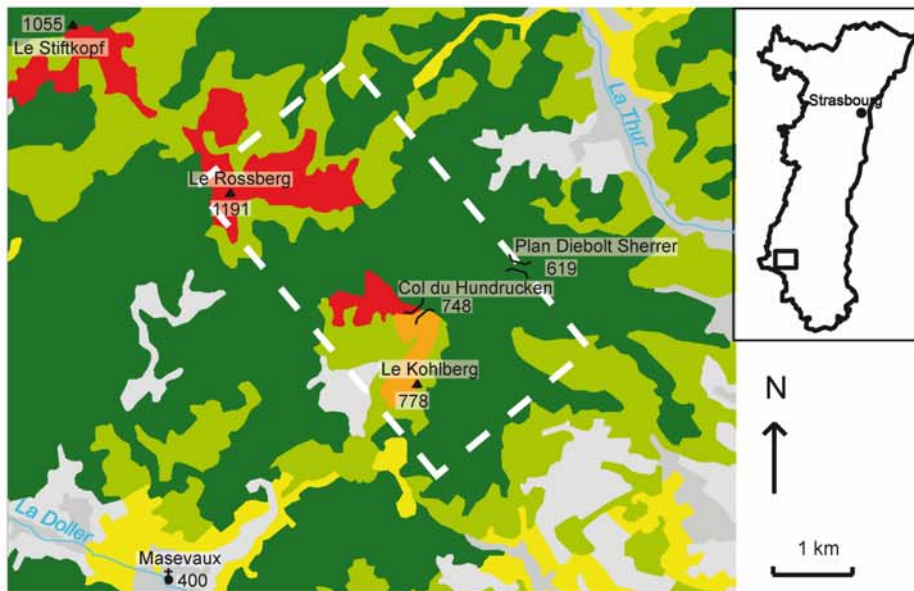 1055
Le Stiftkopf
La Thur
Strasbourg
Le Rossberg
1191
Plan Diebolt Sherrer
619
Col du Hundrucken
748
Le Kohlberg
778
N
La Doller
1 km
Masevaux
400